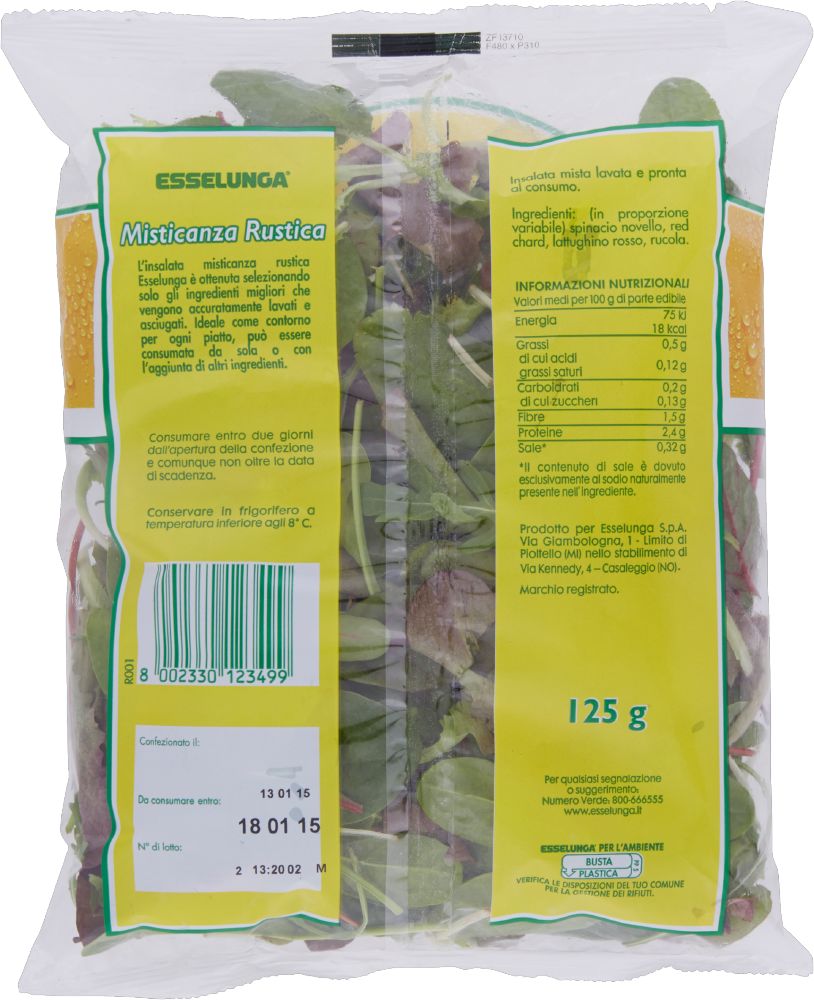 ZF13710
F480 x P310
ESSELUNGA®
Misticanza Rustica
L'insalata misticanza rustica
Esselunga è ottenuta selezionando
solo gli ingredienti migliori che
vengono accuratamente lavati e
asciugati. Ideale come contorno
per ogni piatto, può essere
consumata da sola o con
l'aggiunta di altri ingredienti.
Consumare entro due giorni
dall'apertura della confezione
e comunque non oltre la data
di scadenza.
Conservare in frigorifero a
temperatura inferiore agli 8° C.
R001
8 002330 123499
Confezionato il:
13 01 15
Da consumare entro:
18 01 15
N° di lotto:
2 13:20 02 M
Insalata mista lavata e pronta
al consumo.
Ingredienti: (in proporzione
variabile) spinacio novello, red
chard, lattughino rosso, rucola.
INFORMAZIONI NUTRIZIONALI
Valori medi per 100 g di parte edibile
Energia 75 kJ
18 kcal
Grassi 0,5 g
di cui acidi
grassi saturi 0,12 g
Carboidrati 0,2 g
di cui zuccheri 0,13 g
Fibre 1,5 g
Proteine 2,4 g
Sale* 0,32 g
*Il contenuto di sale è dovuto
esclusivamente al sodio naturalmente
presente nell'ingrediente.
Prodotto per Esselunga S.p.A.
Via Giambologna, 1 - Limito di
Pioltello (MI) nello stabilimento di
Via Kennedy, 4 – Casaleggio (NO).
Marchio registrato.
125 g
Per qualsiasi segnalazione
o suggerimento:
Numero Verde: 800-666555
www.esselunga.it
ESSELUNGA® PER L'AMBIENTE
BUSTA
PLASTICA
PP 5
VERIFICA LE DISPOSIZIONI DEL TUO COMUNE
PER LA GESTIONE DEI RIFIUTI.